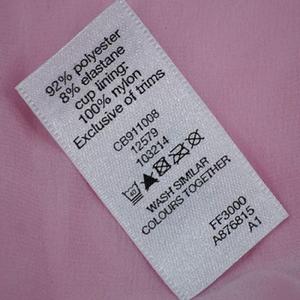 92% polyester
8% elastane
cup lining:
100% nylon
Exclusive of trims
CB911008
12579
103214
40
WASH SIMILAR
COLOURS TOGETHER
FF3000
A876815
A1